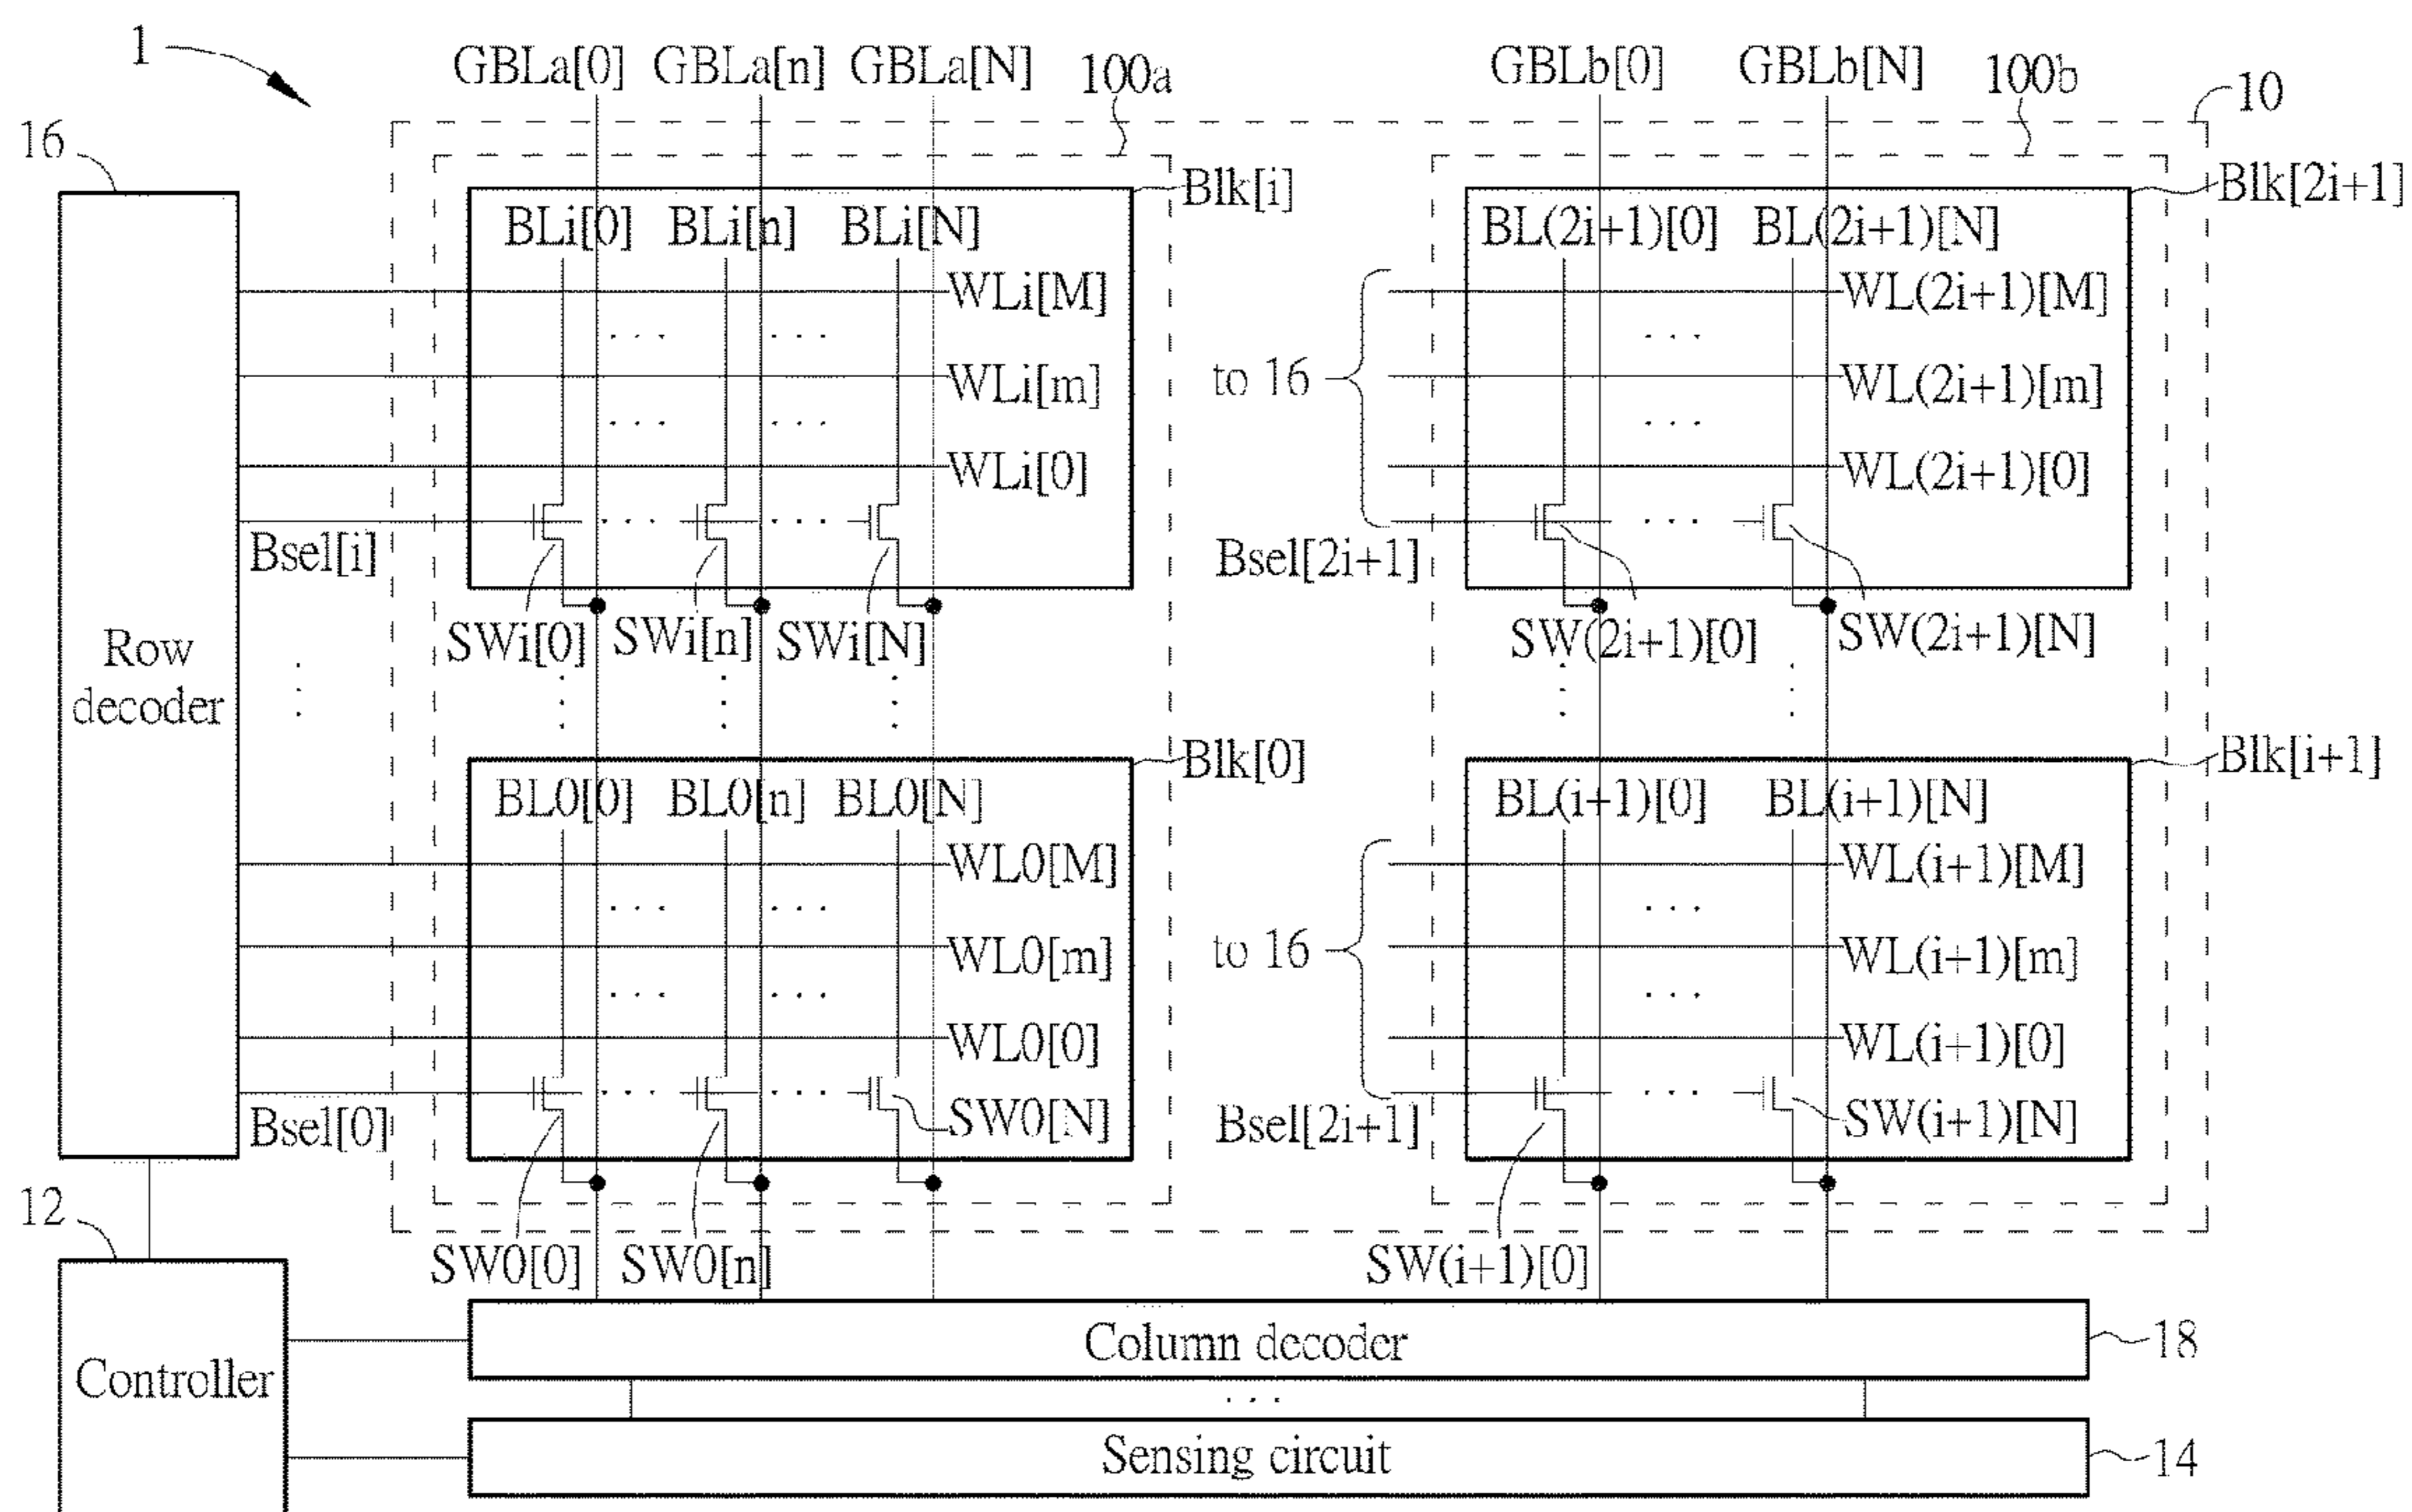 1
GBLa[0] GBLa[n] GBLa[N] 100a GBLb[0] GBLb[N] 100b 10
16
Blk[i] Blk[2i+1]
BLi[0] BLi[n] BLi[N] BL(2i+1)[0] BL(2i+1)[N]
WLi[M] WL(2i+1)[M]
... ... ...
WLi[m] to 16 WL(2i+1)[m]
... ... ...
WLi[0] WL(2i+1)[0]
... ... ...
Bsel[i] Bsel[2i+1]
SWi[0] SWi[n] SWi[N] SW(2i+1)[0] SW(2i+1)[N]
Row
decoder
Blk[0] Blk[i+1]
BL0[0] BL0[n] BL0[N] BL(i+1)[0] BL(i+1)[N]
WL0[M] WL(i+1)[M]
... ... ...
WL0[m] to 16 WL(i+1)[m]
... ... ...
WL0[0] WL(i+1)[0]
... ... ...
Bsel[0] SW0[N] Bsel[2i+1] SW(i+1)[N]
12
SW0[0] SW0[n] SW(i+1)[0]
Column decoder 18
Controller
...
Sensing circuit 14